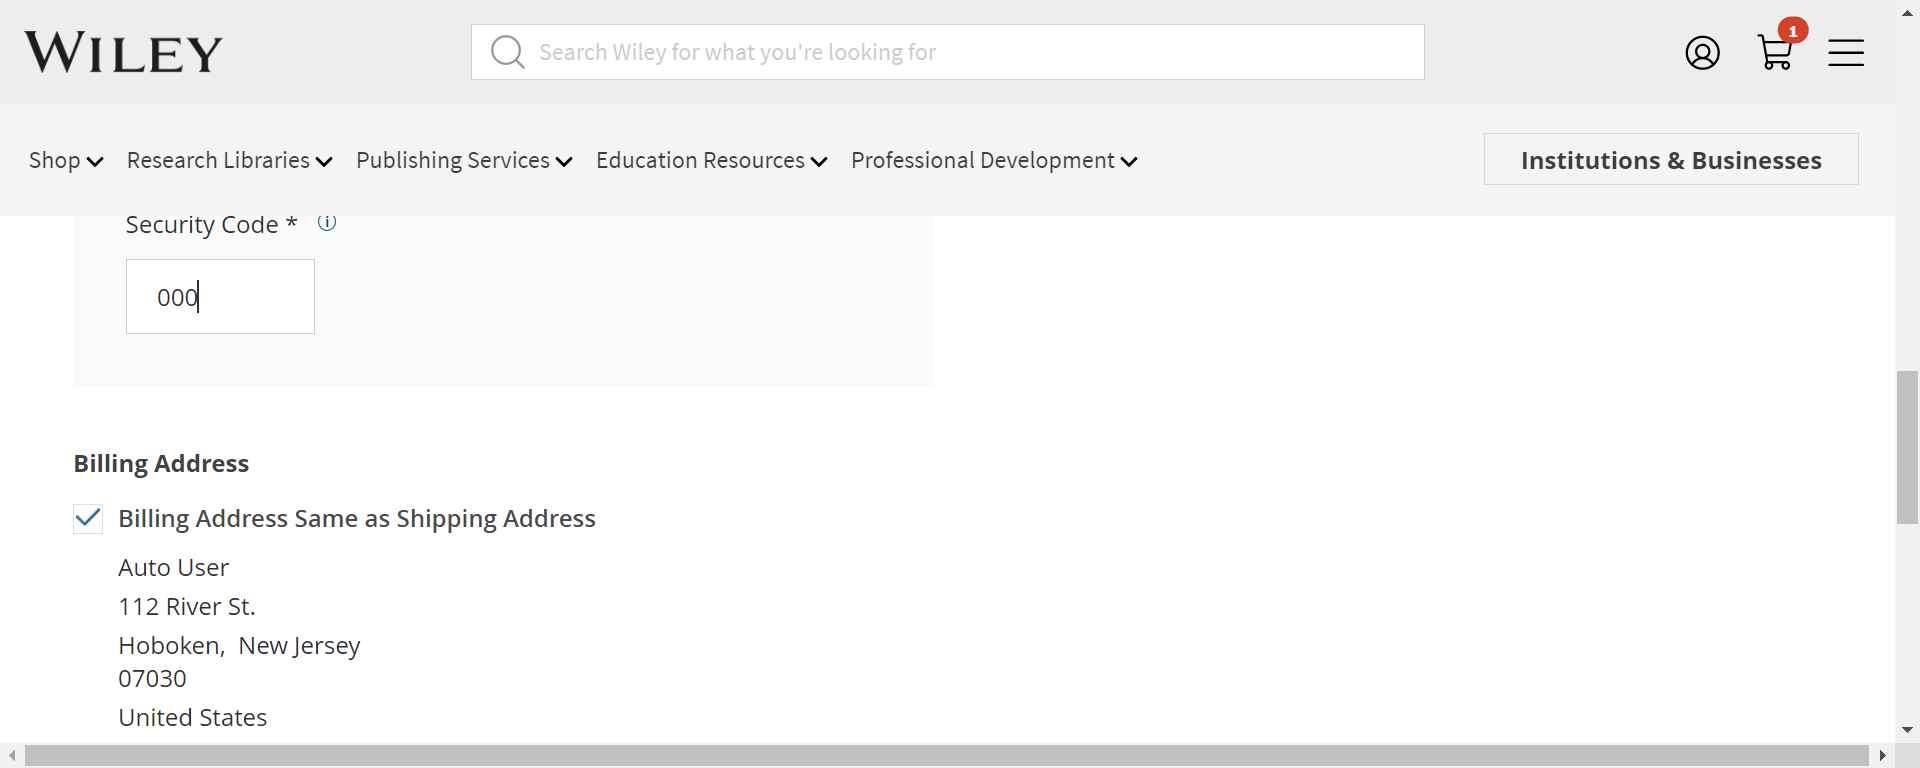 WILEY
Search Wiley for what you're looking for
1
Shop Research Libraries Publishing Services Education Resources Professional Development Institutions & Businesses
Security Code *
000
Billing Address
Billing Address Same as Shipping Address
Auto User
112 River St.
Hoboken, New Jersey
07030
United States